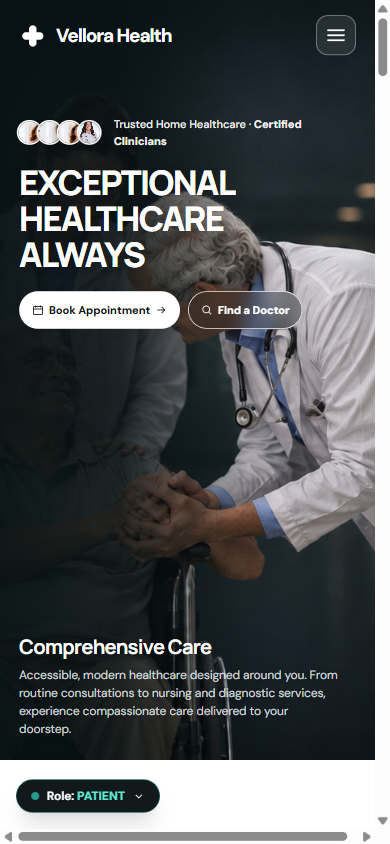 Vellora Health
Trusted Home Healthcare · Certified
Clinicians
EXCEPTIONAL
HEALTHCARE
ALWAYS
Book Appointment →
Find a Doctor
Comprehensive Care
Accessible, modern healthcare designed around you. From
routine consultations to nursing and diagnostic services,
experience compassionate care delivered to your
doorstep.
Role: PATIENT